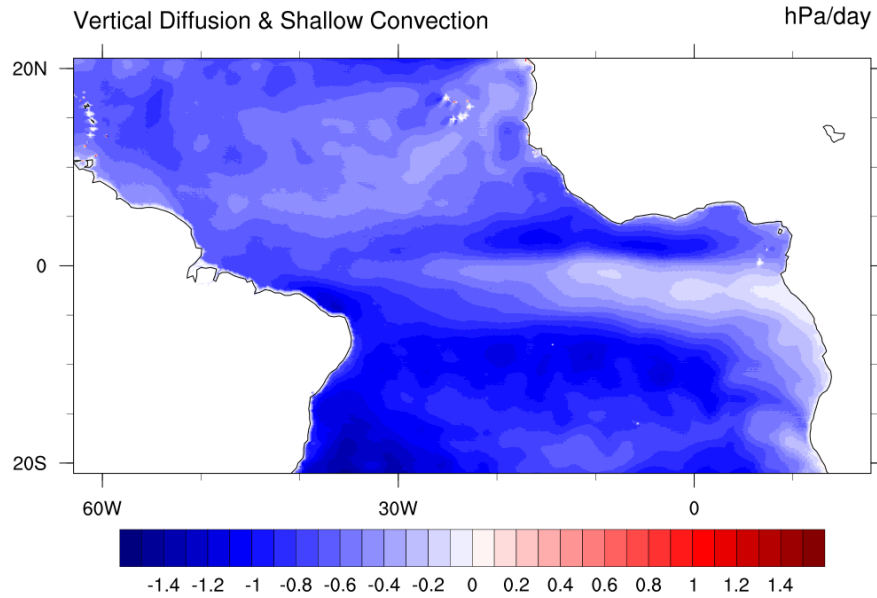 Vertical Diffusion & Shallow Convection hPa/day
20N
0
20S
60W 30W 0
-1.4 -1.2 -1 -0.8 -0.6 -0.4 -0.2 0 0.2 0.4 0.6 0.8 1 1.2 1.4